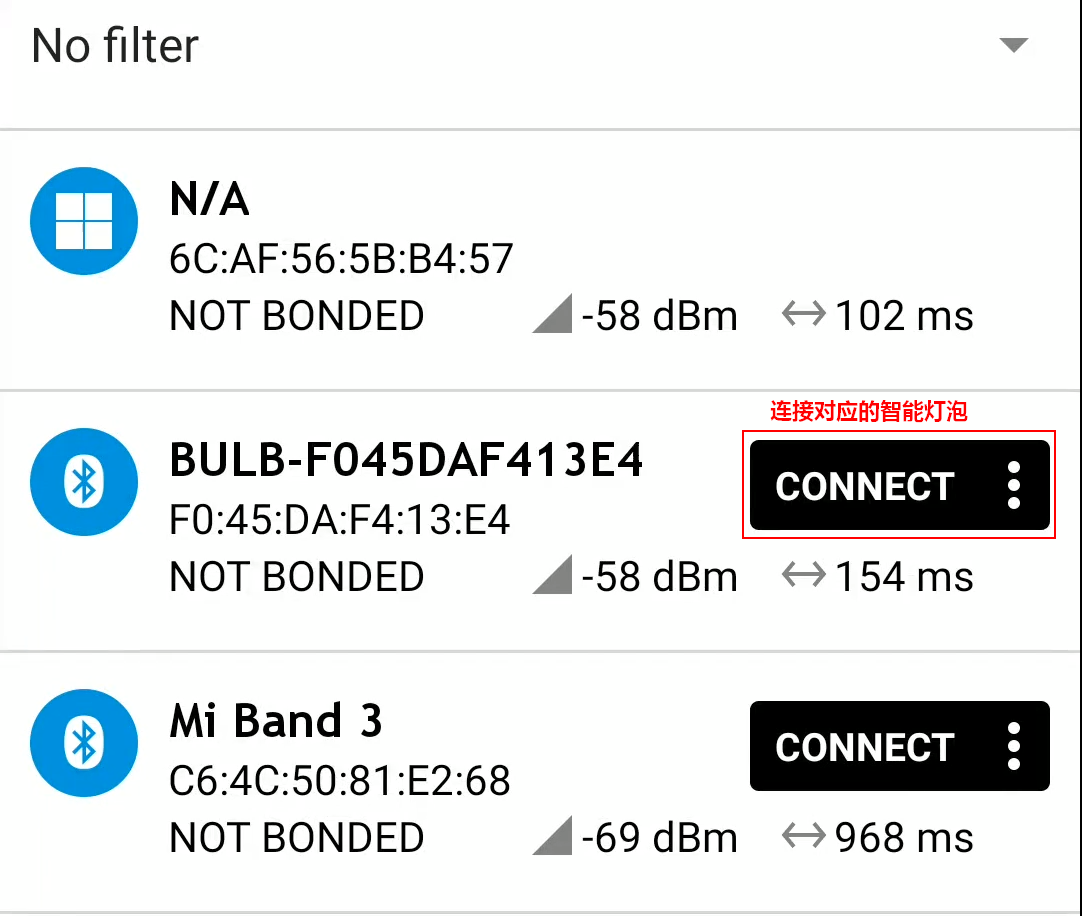 No filter
N/A
6C:AF:56:5B:B4:57
NOT BONDED -58 dBm 102 ms
连接对应的智能灯泡
BULB-F045DAF413E4
CONNECT
F0:45:DA:F4:13:E4
NOT BONDED -58 dBm 154 ms
Mi Band 3
CONNECT
C6:4C:50:81:E2:68
NOT BONDED -69 dBm 968 ms